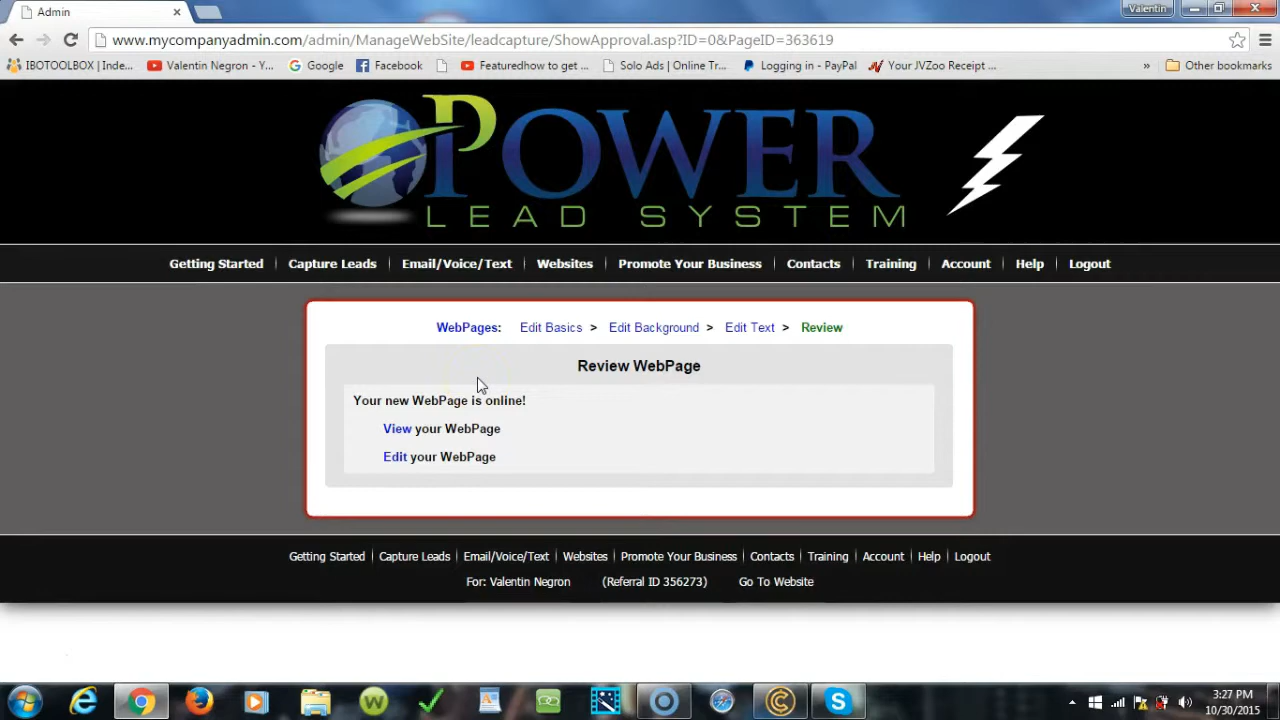 Admin
Valentin
www.mycompanyadmin.com/admin/ManageWebSite/leadcapture/ShowApproval.asp?ID=0&PageID=363619
IBOTOOLBOX | Inde... Valentin Negron - Y... Google Facebook Featuredhow to get ... Solo Ads | Online Tr... Logging in - PayPal Your JVZoo Receipt ... » Other bookmarks
POWER
LEAD SYSTEM
Getting Started Capture Leads Email/Voice/Text Websites Promote Your Business Contacts Training Account Help Logout
WebPages: Edit Basics > Edit Background > Edit Text > Review
Review WebPage
Your new WebPage is online!
View your WebPage
Edit your WebPage
Getting Started Capture Leads Email/Voice/Text Websites Promote Your Business Contacts Training Account Help Logout
For: Valentin Negron (Referral ID 356273) Go To Website
3:27 PM
10/30/2015